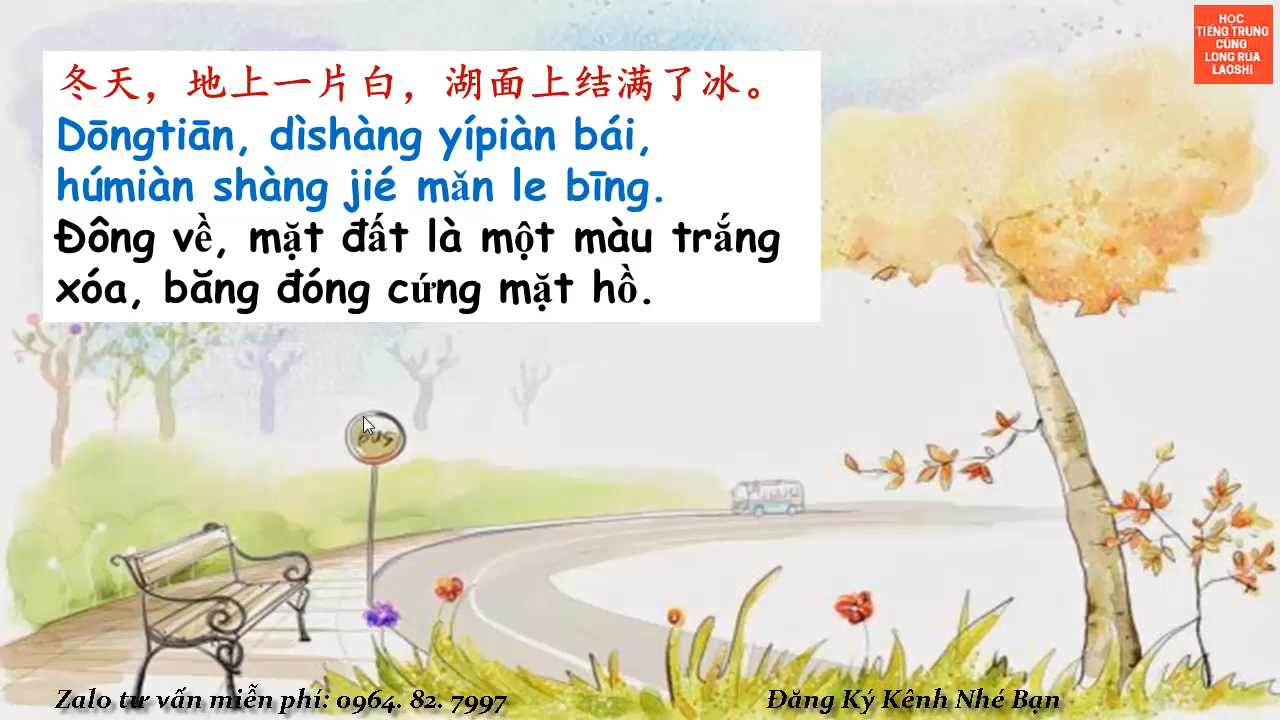 冬天，地上一片白，湖面上结满了冰。
Dōngtiān, dìshàng yípiàn bái,
húmiàn shàng jié mǎn le bīng.
Đông về, mặt đất là một màu trắng
xóa, băng đóng cứng mặt hồ.
HỌC
TIẾNG TRUNG
CÙNG
LONG RÙA
LAOSHI
BUS
Zalo tư vấn miễn phí: 0964. 82. 7997
Đăng Ký Kênh Nhé Bạn